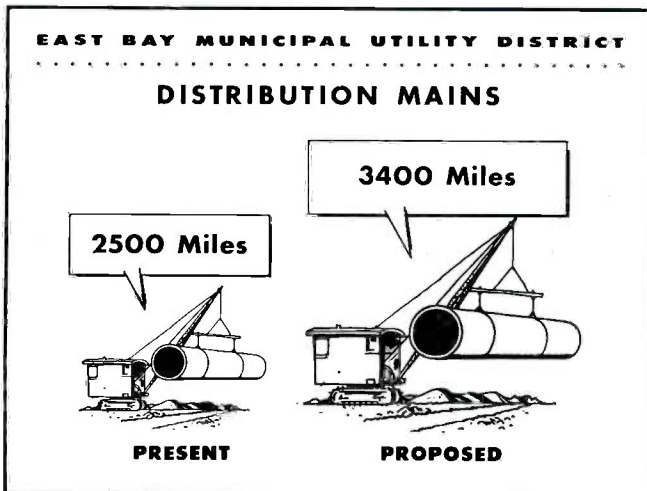 EAST BAY MUNICIPAL UTILITY DISTRICT
DISTRIBUTION MAINS
2500 Miles
3400 Miles
PRESENT
PROPOSED